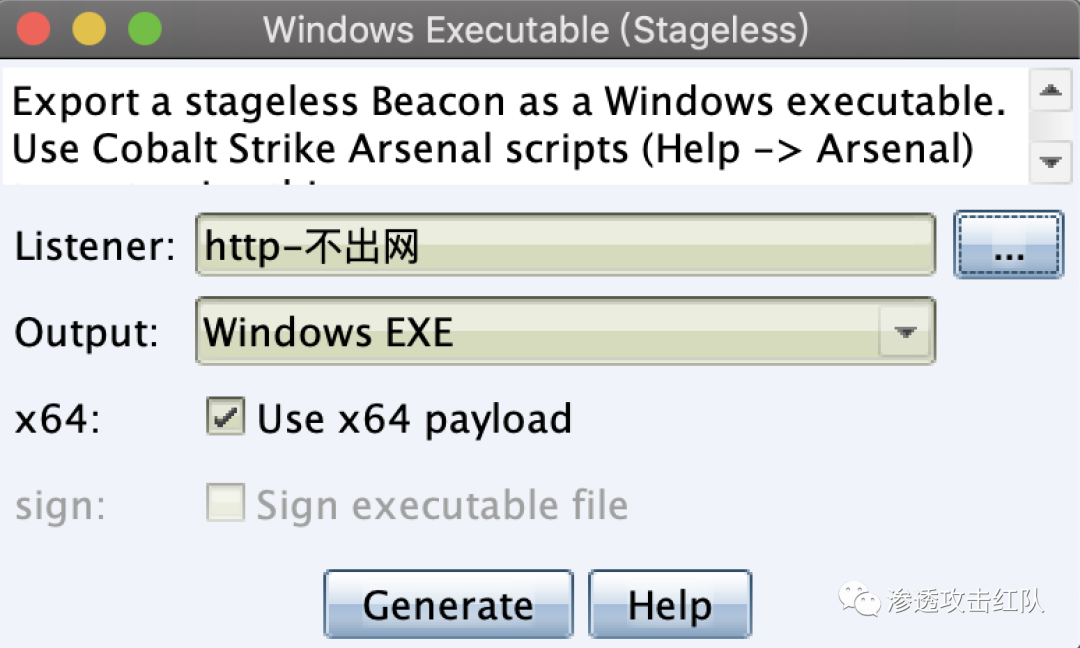 Windows Executable (Stageless)
Export a stageless Beacon as a Windows executable.
Use Cobalt Strike Arsenal scripts (Help -> Arsenal)
Listener: http-不出网 ...
Output: Windows EXE
x64: Use x64 payload
sign: Sign executable file
Generate Help
渗透攻击红队